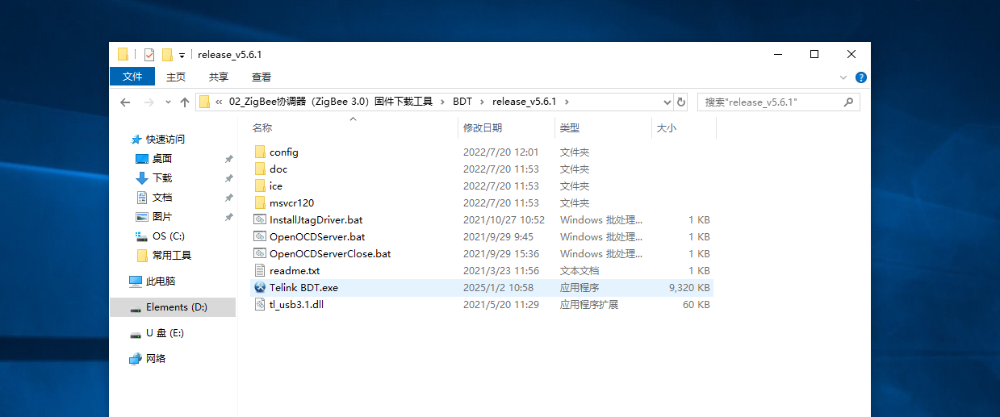 release_v5.6.1
文件 主页 共享 查看
« 02_ZigBee协调器（ZigBee 3.0）固件下载工具 › BDT › release_v5.6.1 ›
搜索"release_v5.6.1"
名称 修改日期 类型 大小
快速访问
桌面
下载
文档
图片
OS (C:)
常用工具
此电脑
Elements (D:)
U 盘 (E:)
网络
config 2022/7/20 12:01 文件夹
doc 2022/7/20 11:53 文件夹
ice 2022/7/20 11:53 文件夹
msvcr120 2022/7/20 11:53 文件夹
InstallJtagDriver.bat 2021/10/27 10:52 Windows 批处理... 1 KB
OpenOCDServer.bat 2021/9/29 9:45 Windows 批处理... 1 KB
OpenOCDServerClose.bat 2021/9/29 15:36 Windows 批处理... 1 KB
readme.txt 2021/3/23 11:56 文本文档 1 KB
Telink BDT.exe 2025/1/2 10:58 应用程序 9,320 KB
tl_usb3.1.dll 2021/5/20 11:29 应用程序扩展 60 KB